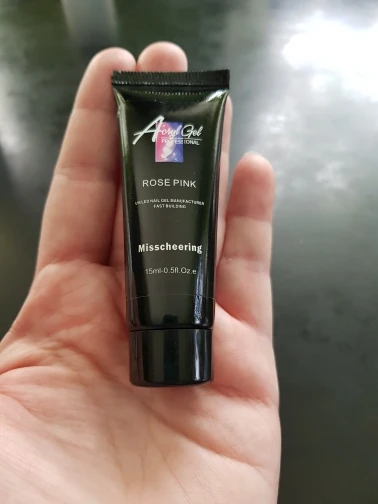 Acryl Gel
PROFESSIONAL
ROSE PINK
UV/LED NAIL GEL MANUFACTURER
FAST BUILDING
Misscheering
15ml-0.5fl.Oz.e